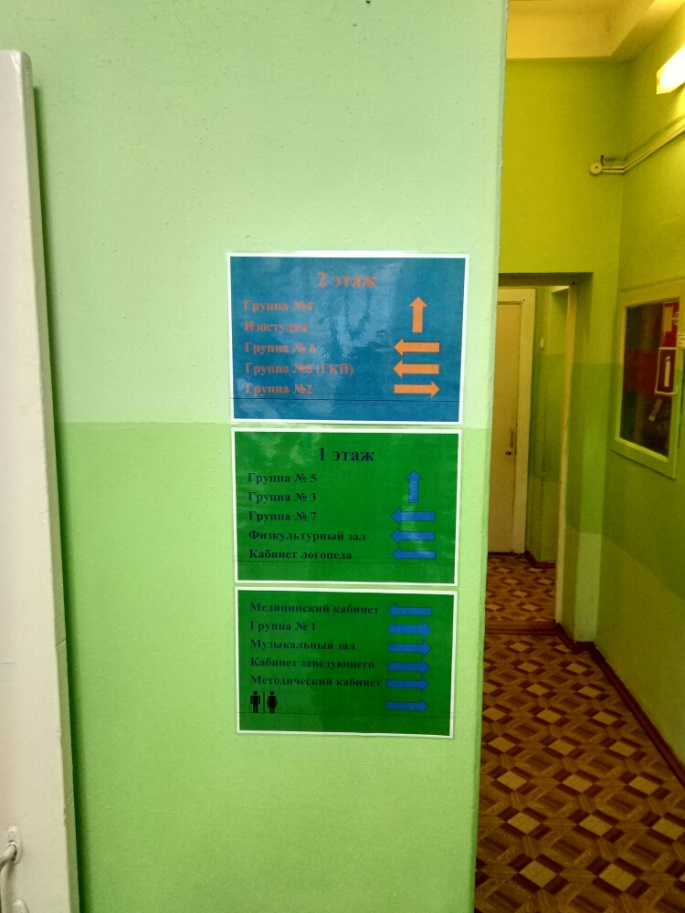 2 этаж
Группа №4
Изостудия
Группа № 6
Группа №8 (ГКП)
Группа №2
1 этаж
Группа № 5
Группа № 3
Группа № 7
Физкультурный зал
Кабинет логопеда
Медицинский кабинет
Группа № 1
Музыкальный зал
Кабинет заведующего
Методический кабинет